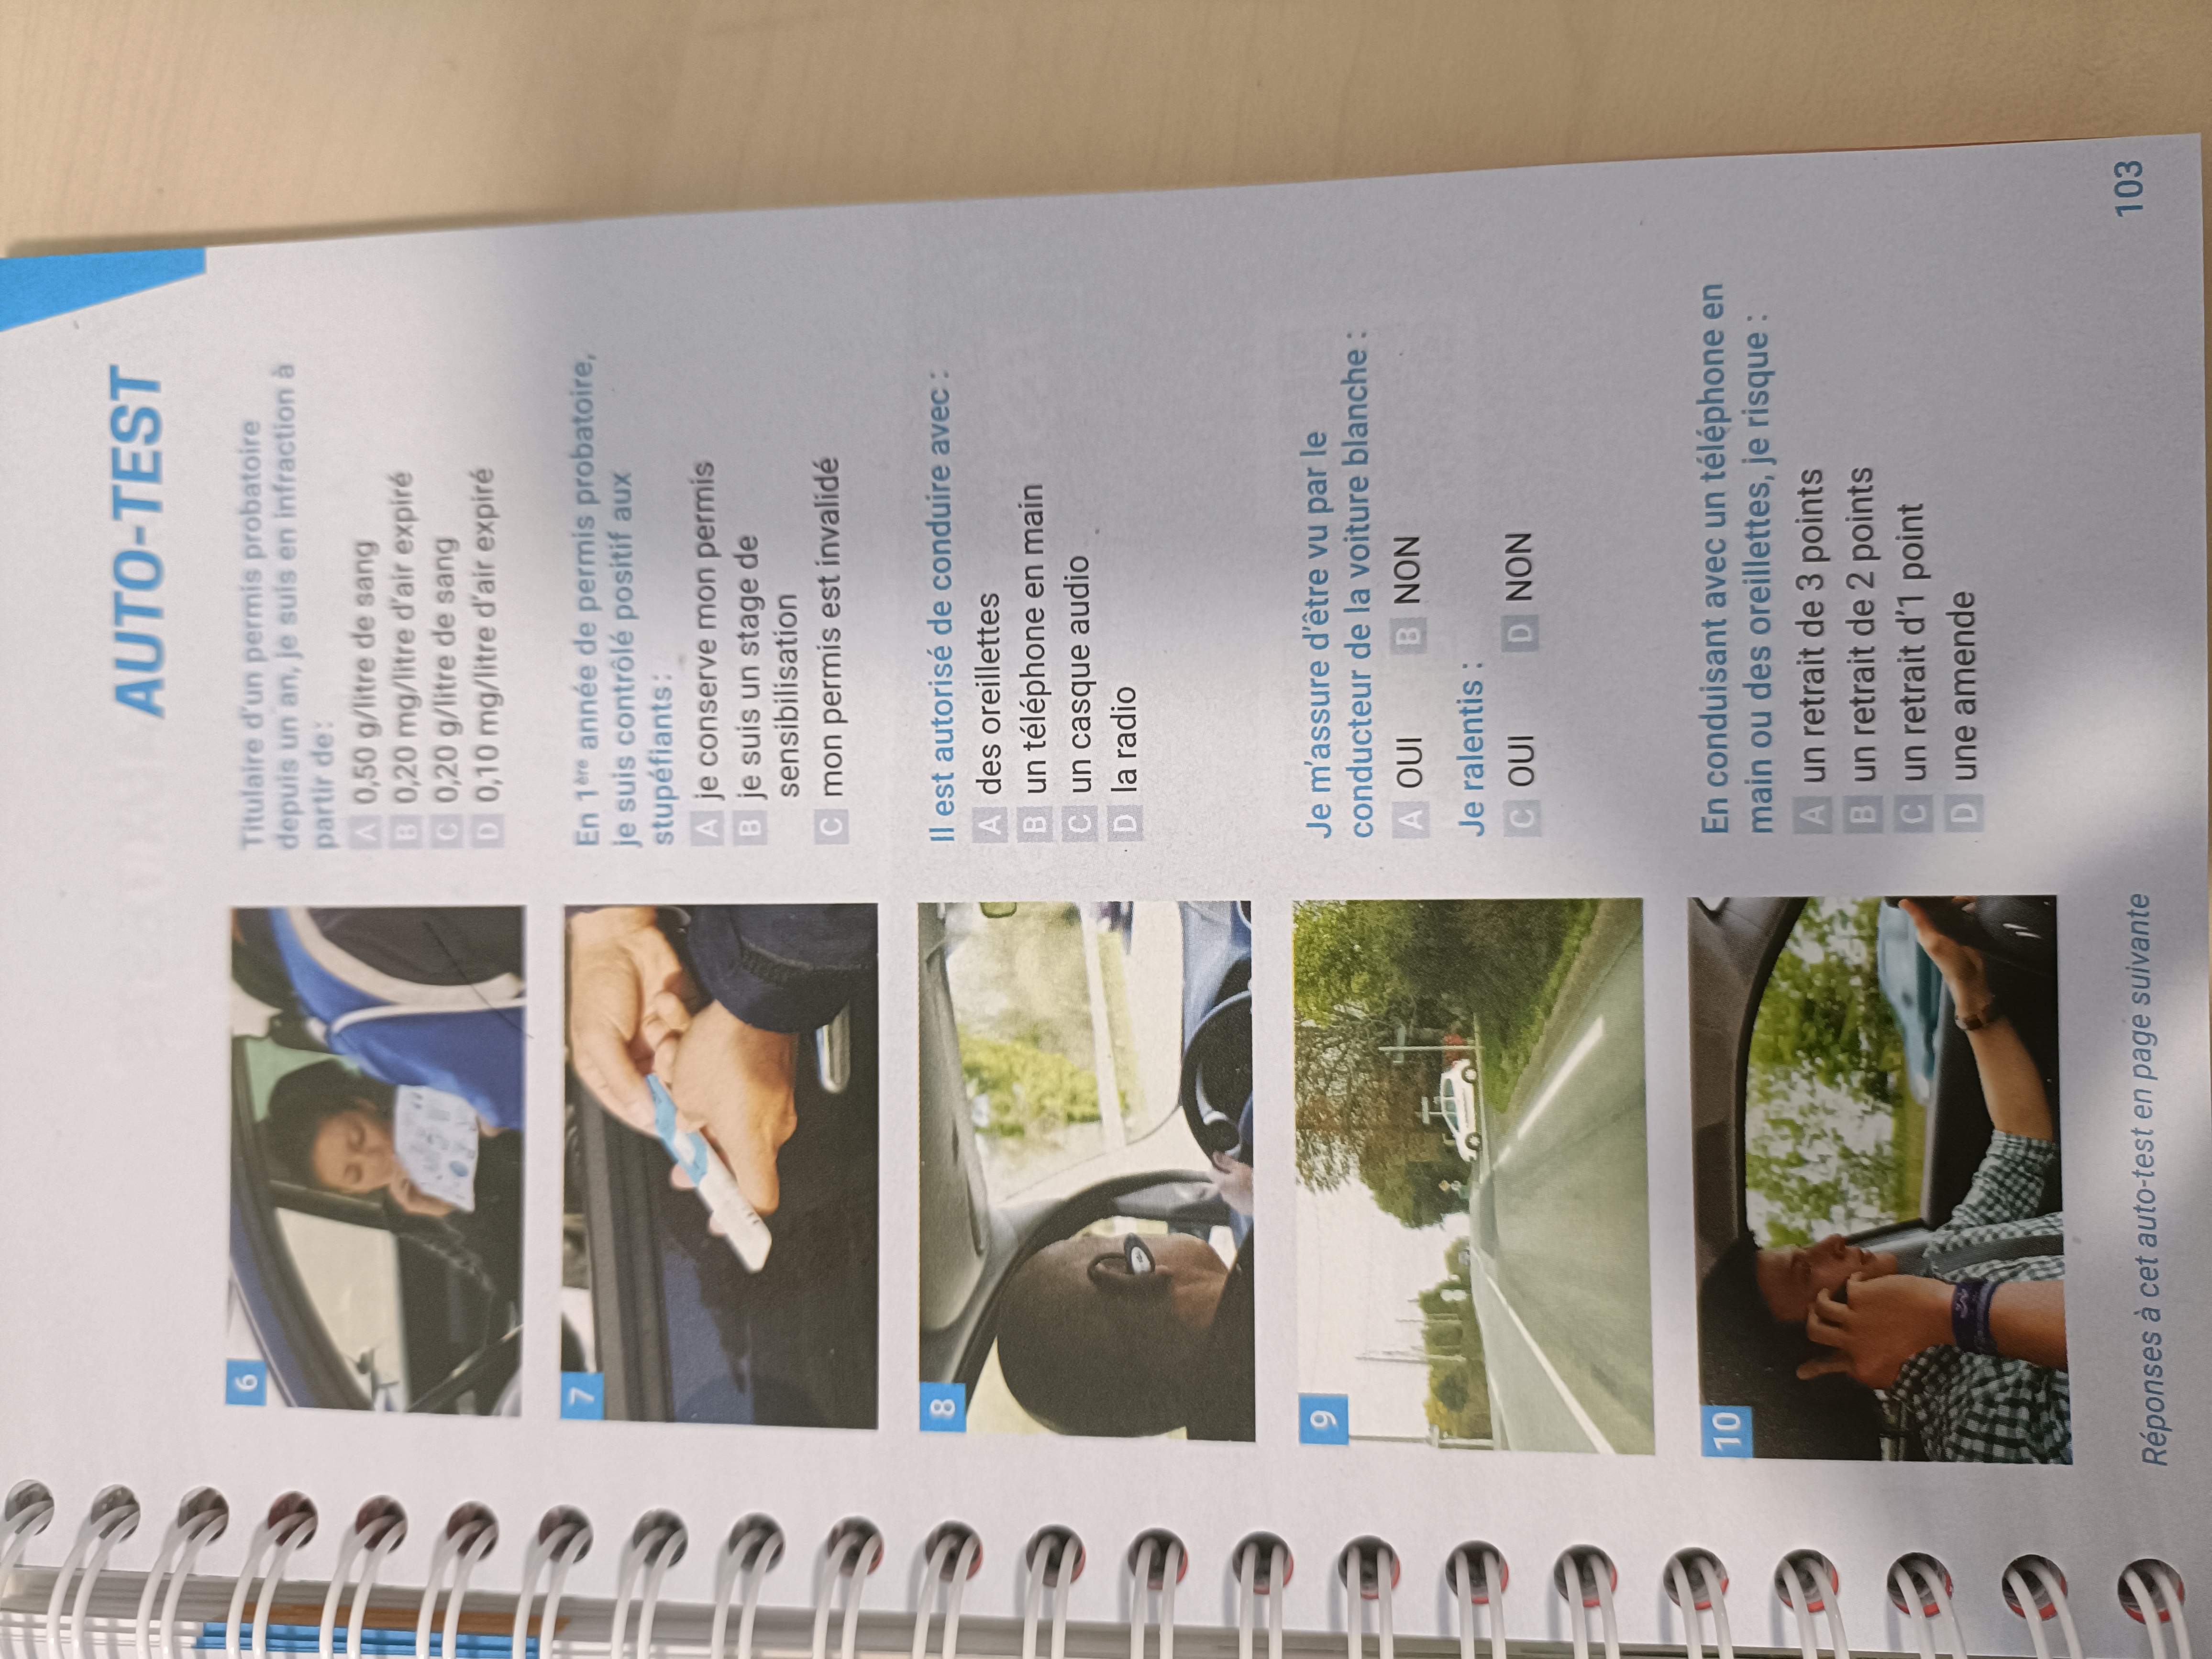 AUTO-TEST
6
Titulaire d'un permis probatoire
depuis un an, je suis en infraction à
partir de :
A 0,50 g/litre de sang
B 0,20 mg/litre d'air expiré
C 0,20 g/litre de sang
D 0,10 mg/litre d'air expiré
7
En 1ère année de permis probatoire,
je suis contrôlé positif aux
stupéfiants :
A je conserve mon permis
B je suis un stage de
sensibilisation
C mon permis est invalidé
8
Il est autorisé de conduire avec :
A des oreillettes
B un téléphone en main
C un casque audio
D la radio
9
Je m'assure d'être vu par le
conducteur de la voiture blanche :
A OUI B NON
Je ralentis :
C OUI D NON
10
En conduisant avec un téléphone en
main ou des oreillettes, je risque :
A un retrait de 3 points
B un retrait de 2 points
C un retrait d'1 point
D une amende
Réponses à cet auto-test en page suivante
103